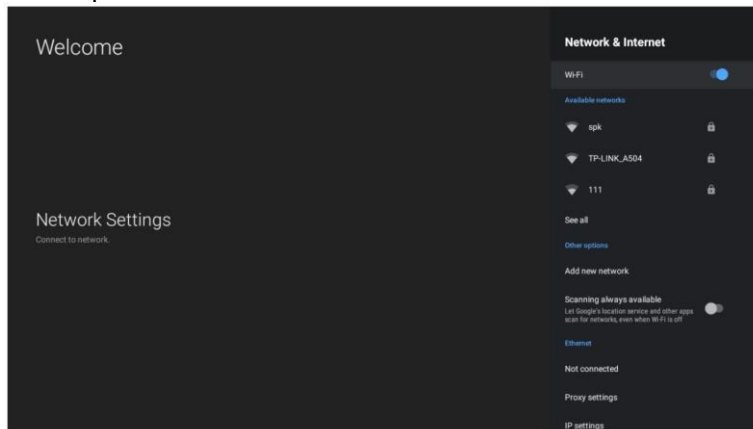 Welcome
Network Settings
Connect to network.
Network & Internet
Wi-Fi
Available networks
spk
TP-LINK_A504
111
See all
Other options
Add new network
Scanning always available
Let Google's location service and other apps
scan for networks, even when Wi-Fi is off
Ethernet
Not connected
Proxy settings
IP settings